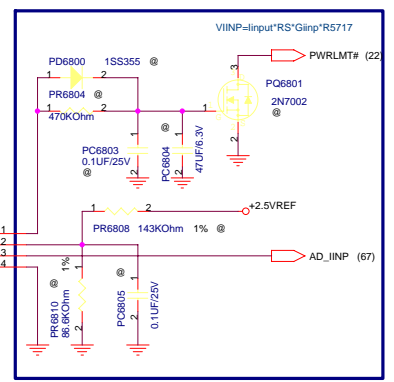 VIINP=Iinput*RS*Giinp*R5717
PWRLMT# (22)
PD6800 1SS355 @
1 2
PR6804 @
1 2
470KOhm
3
PQ6801
2N7002
@
1
2
PC6803
0.1UF/25V
@
1
2
@
PC6804
47UF/6.3V
1
2
+2.5VREF
1 2
PR6808 143KOhm 1% @
1
2
3
4
AD_IINP (67)
1%
@
PR6810
86.6KOhm
1
2
@
PC6805
0.1UF/25V
1
2